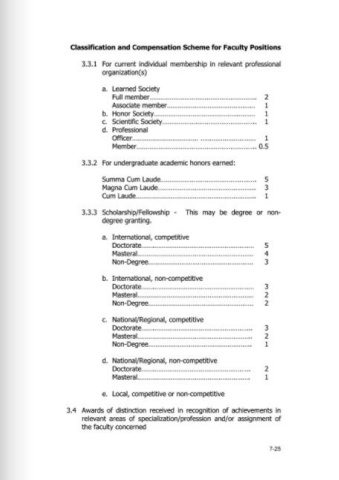 Classification and Compensation Scheme for Faculty Positions
3.3.1 For current individual membership in relevant professional
organization(s)
a. Learned Society
Full member.................................................. 2
Associate member.......................................... 1
b. Honor Society................................................ 1
c. Scientific Society............................................. 1
d. Professional
Officer................................ .......................... 1
Member......................................................... 0.5
3.3.2 For undergraduate academic honors earned:
Summa Cum Laude.............................................. 5
Magna Cum Laude............................................... 3
Cum Laude......................................................... 1
3.3.3 Scholarship/Fellowship - This may be degree or non-
degree granting.
a. International, competitive
Doctorate..................................................... 5
Masteral....................................................... 4
Non-Degree.................................................. 3
b. International, non-competitive
Doctorate..................................................... 3
Masteral....................................................... 2
Non-Degree.................................................. 2
c. National/Regional, competitive
Doctorate..................................................... 3
Masteral....................................................... 2
Non-Degree.................................................. 1
d. National/Regional, non-competitive
Doctorate.................................................... 2
Masteral...................................................... 1
e. Local, competitive or non-competitive
3.4 Awards of distinction received in recognition of achievements in
relevant areas of specialization/profession and/or assignment of
the faculty concerned
7-25